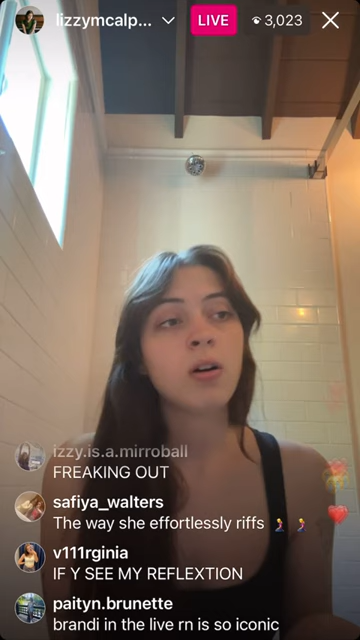 lizzymcalp...
LIVE
3,023
izzy.is.a.mirroball
FREAKING OUT
safiya_walters
The way she effortlessly riffs
v111rginia
IF Y SEE MY REFLEXTION
paityn.brunette
brandi in the live rn is so iconic